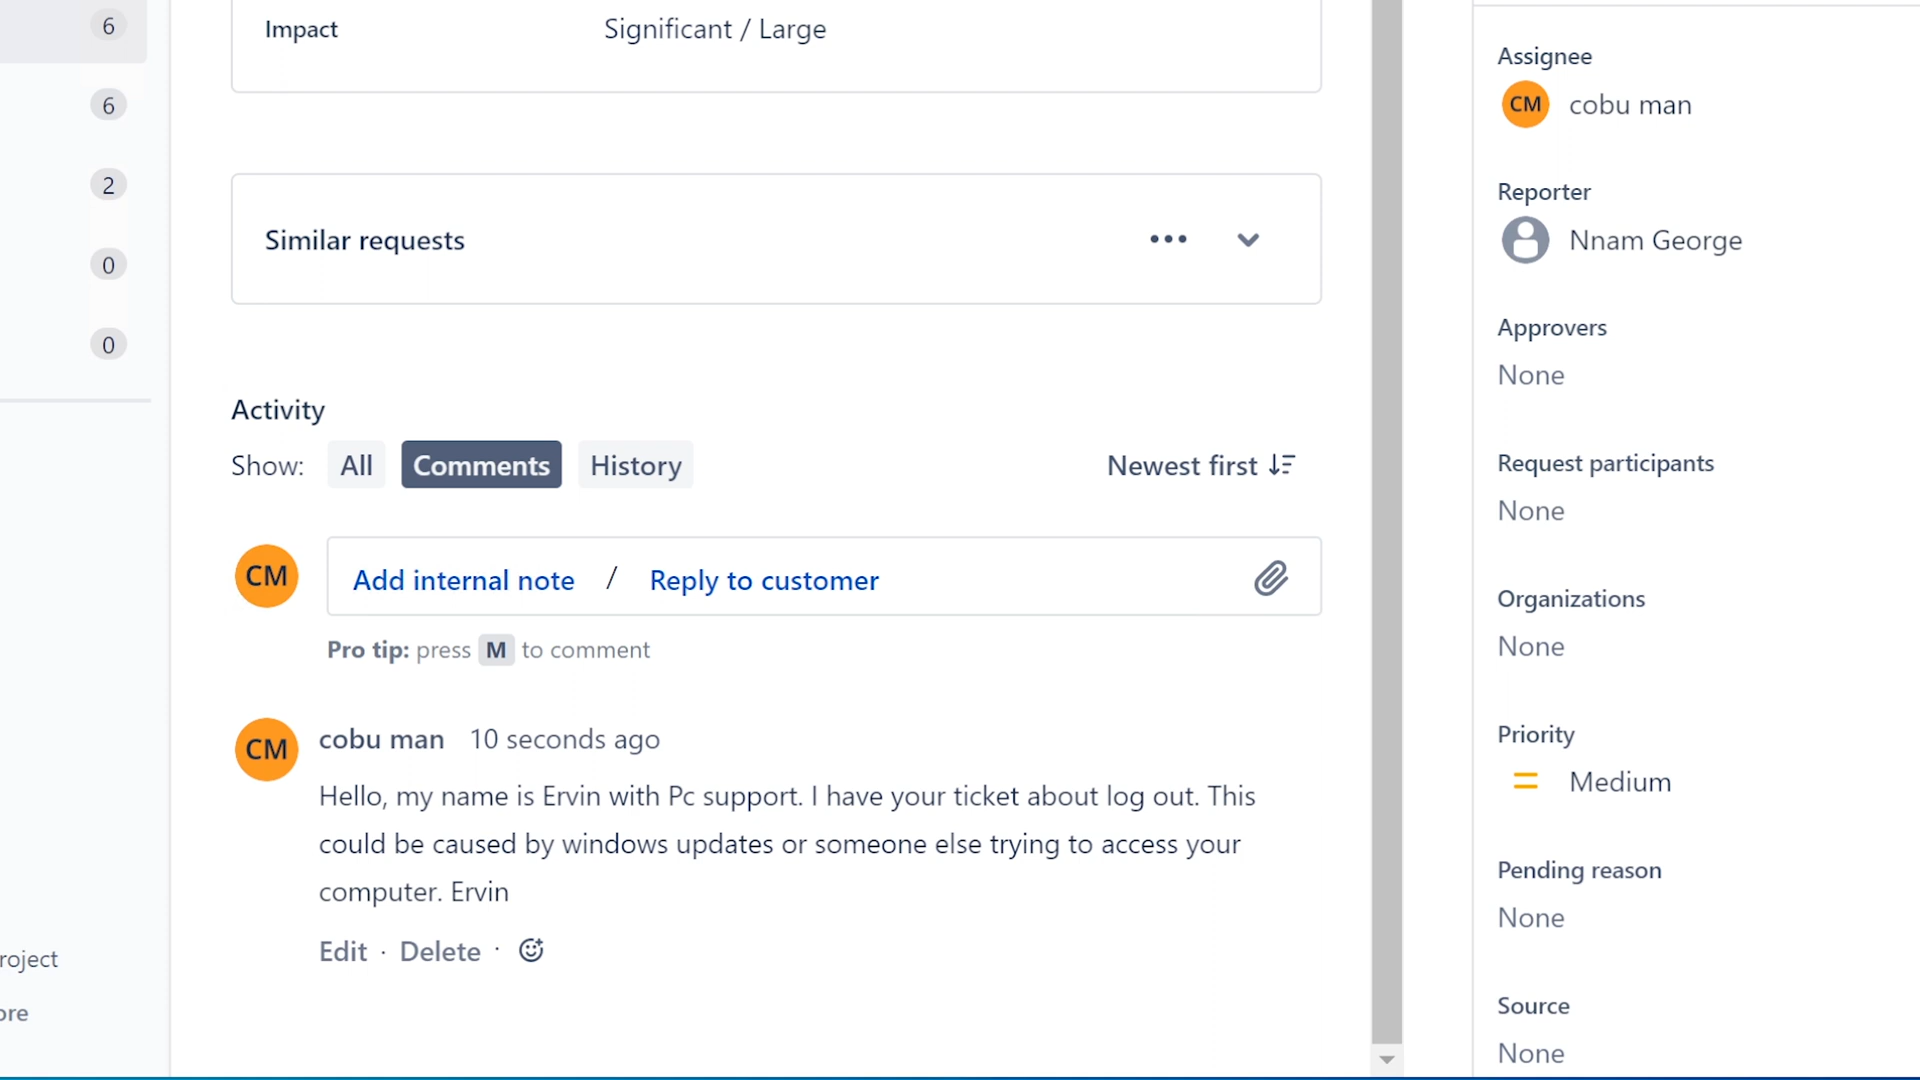 6
6
2
0
0
roject
ore
Impact Significant / Large
Similar requests
Activity
Show: All Comments History Newest first
CM Add internal note / Reply to customer
Pro tip: press M to comment
CM cobu man 10 seconds ago
Hello, my name is Ervin with Pc support. I have your ticket about log out. This
could be caused by windows updates or someone else trying to access your
computer. Ervin
Edit · Delete ·
Assignee
CM cobu man
Reporter
Nnam George
Approvers
None
Request participants
None
Organizations
None
Priority
Medium
Pending reason
None
Source
None